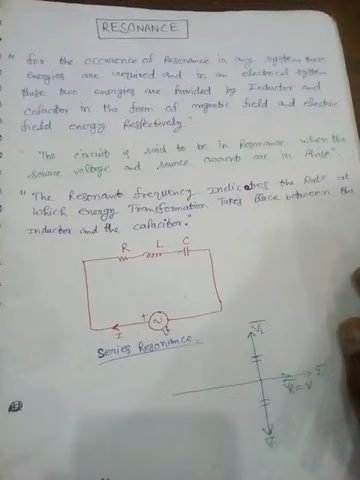 RESONANCE
" for the occurence of Resonance in any system two
energies are required and in an electrical system
these two energies are Provided by Inductor and
capacitor in the form of magnetic field and electric
field energy Respectively."
" The circuit is said to be in Resonance when the
source voltage and source current are in Phase".
" The Resonant frequency Indicates the Rate at
which energy Transformation Takes Place between the
Inductor and the capacitor."
R L C
+
I V
Series Resonance
VL
I
VR = V